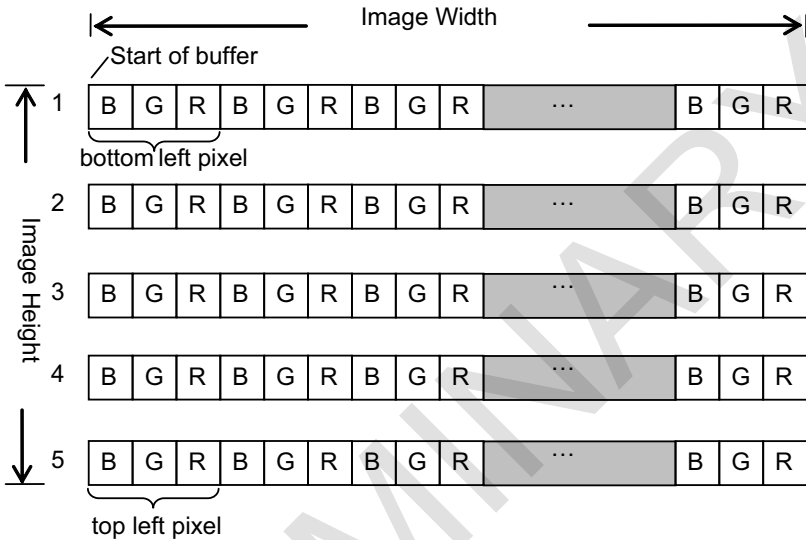 Image Width
Start of buffer
1 B G R B G R B G R ... B G R
bottom left pixel
2 B G R B G R B G R ... B G R
Image Height
3 B G R B G R B G R ... B G R
4 B G R B G R B G R ... B G R
5 B G R B G R B G R ... B G R
top left pixel